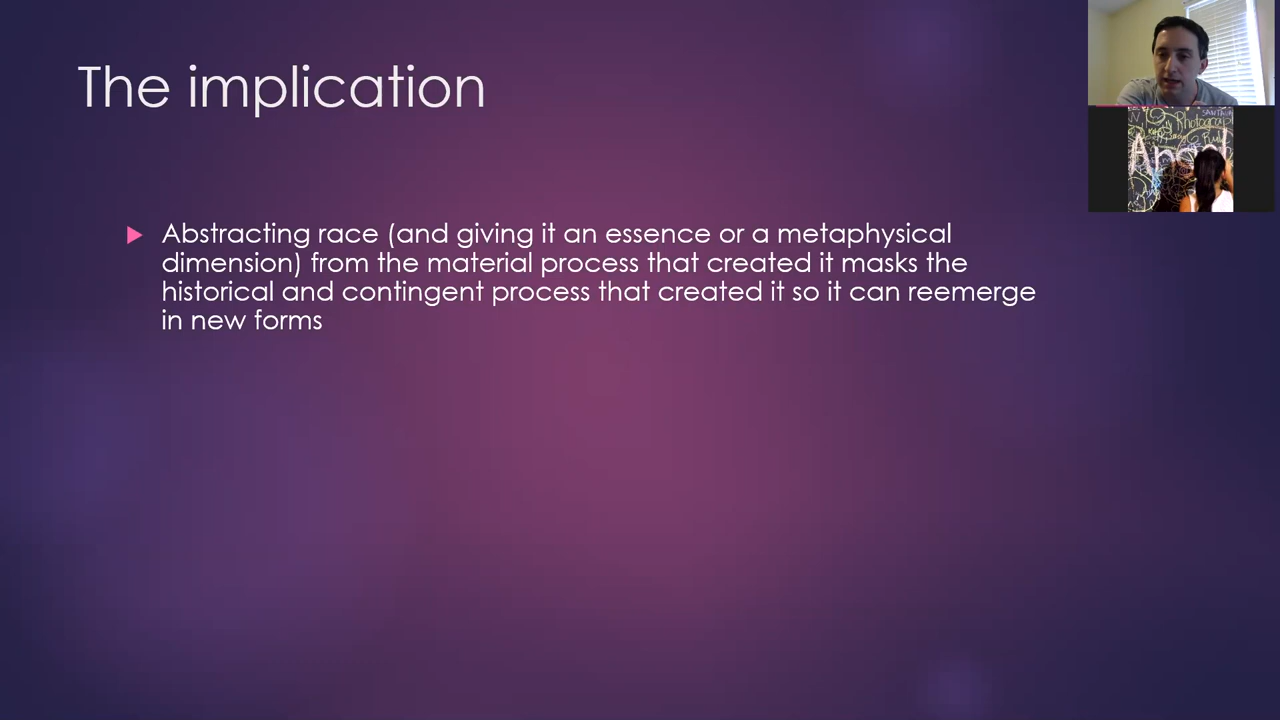 The implication
Abstracting race (and giving it an essence or a metaphysical
dimension) from the material process that created it masks the
historical and contingent process that created it so it can reemerge
in new forms